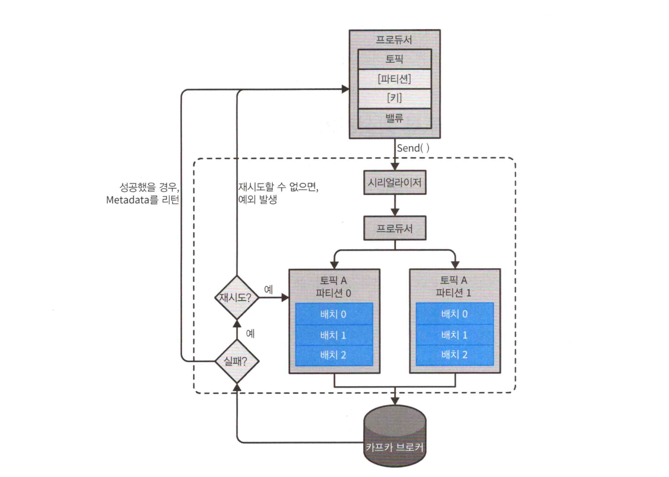 프로듀서
토픽
[파티션]
[키]
밸류
Send( )
시리얼라이저
프로듀서
성공했을 경우,
Metadata를 리턴
재시도할 수 없으면,
예외 발생
토픽 A
파티션 0
배치 0
배치 1
배치 2
토픽 A
파티션 1
배치 0
배치 1
배치 2
재시도?
예
예
실패?
카프카 브로커